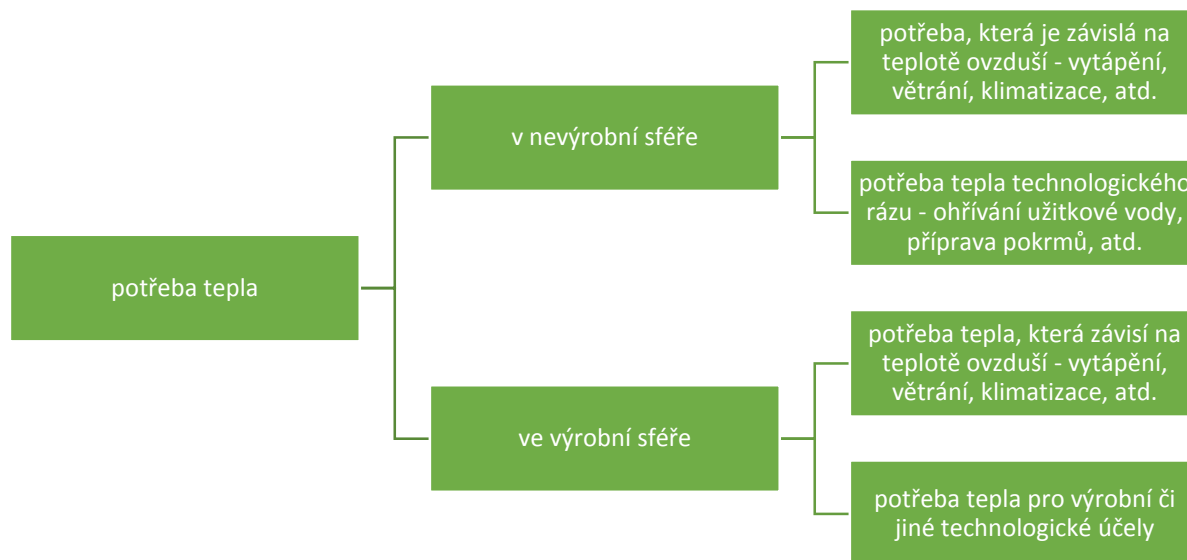 potřeba tepla
v nevýrobní sféře
potřeba, která je závislá na
teplotě ovzduší - vytápění,
větrání, klimatizace, atd.
potřeba tepla technologického
rázu - ohřívání užitkové vody,
příprava pokrmů, atd.
ve výrobní sféře
potřeba tepla, která závisí na
teplotě ovzduší - vytápění,
větrání, klimatizace, atd.
potřeba tepla pro výrobní či
jiné technologické účely